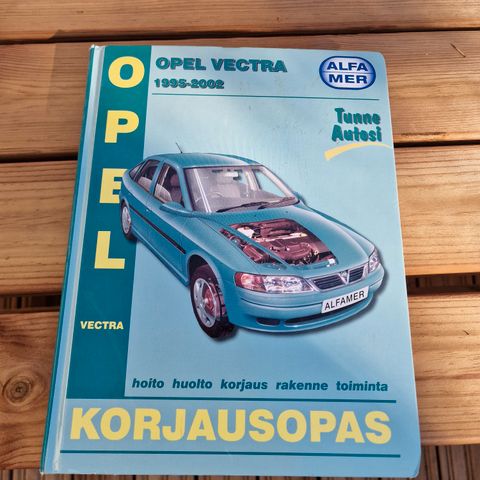 OPEL
OPEL VECTRA
1995-2002
ALFA
MER
Tunne
Autosi
ALFAMER
VECTRA
hoito huolto korjaus rakenne toiminta
KORJAUSOPAS